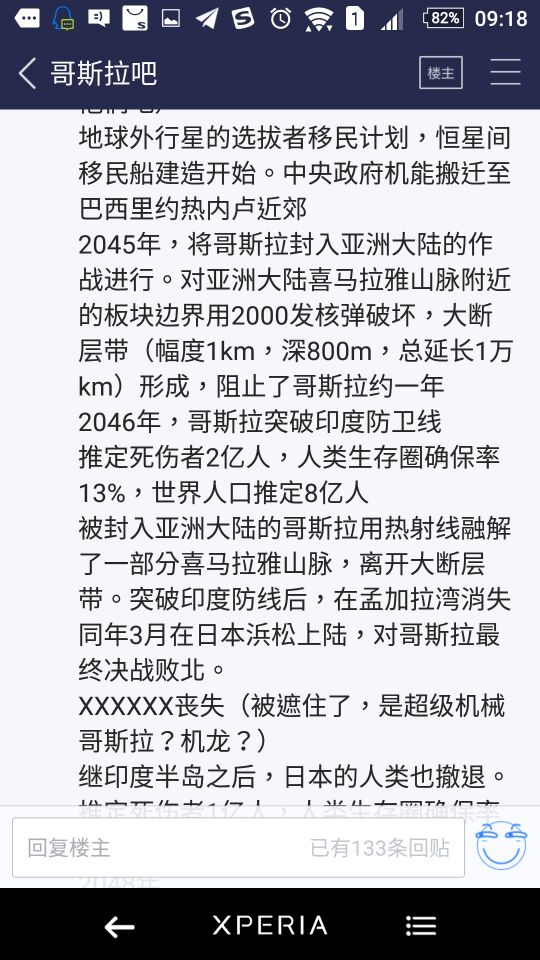 82%
09:18
哥斯拉吧
楼主
地球外行星的选拔者移民计划，恒星间
移民船建造开始。中央政府机能搬迁至
巴西里约热内卢近郊
2045年，将哥斯拉封入亚洲大陆的作
战进行。对亚洲大陆喜马拉雅山脉附近
的板块边界用2000发核弹破坏，大断
层带（幅度1km，深800m，总延长1万
km）形成，阻止了哥斯拉约一年
2046年，哥斯拉突破印度防卫线
推定死伤者2亿人，人类生存圈确保率
13%，世界人口推定8亿人
被封入亚洲大陆的哥斯拉用热射线融解
了一部分喜马拉雅山脉，离开大断层
带。突破印度防线后，在孟加拉湾消失
同年3月在日本浜松上陆，对哥斯拉最
终决战败北。
XXXXXX丧失（被遮住了，是超级机械
哥斯拉？机龙？）
继印度半岛之后，日本的人类也撤退。
推定死伤者1亿人，人类生存圈确保率
回复楼主
已有133条回贴
2048年
XPERIA